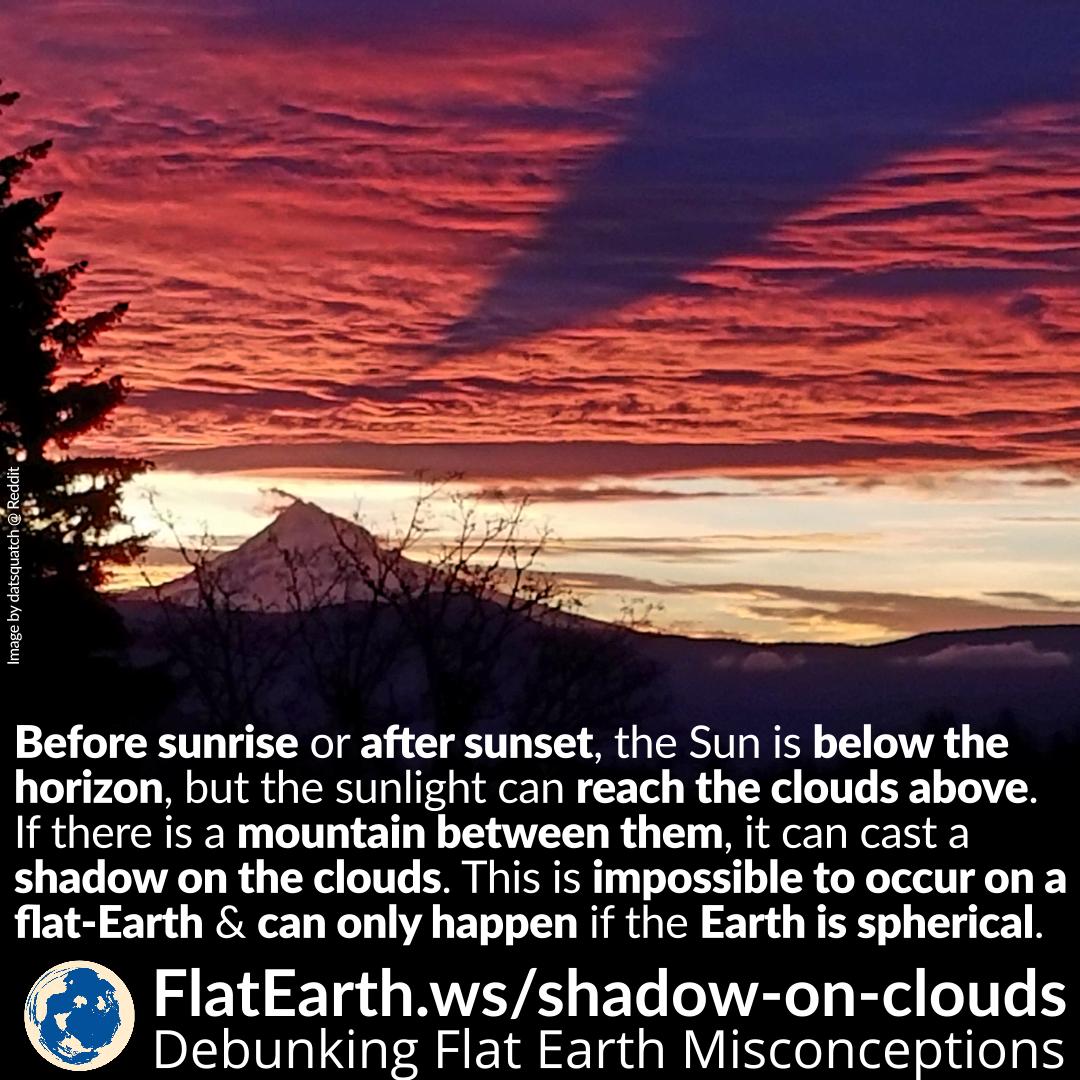 Image by datsquatch @ Reddit
Before sunrise or after sunset, the Sun is below the
horizon, but the sunlight can reach the clouds above.
If there is a mountain between them, it can cast a
shadow on the clouds. This is impossible to occur on a
flat-Earth & can only happen if the Earth is spherical.
FlatEarth.ws/shadow-on-clouds
Debunking Flat Earth Misconceptions